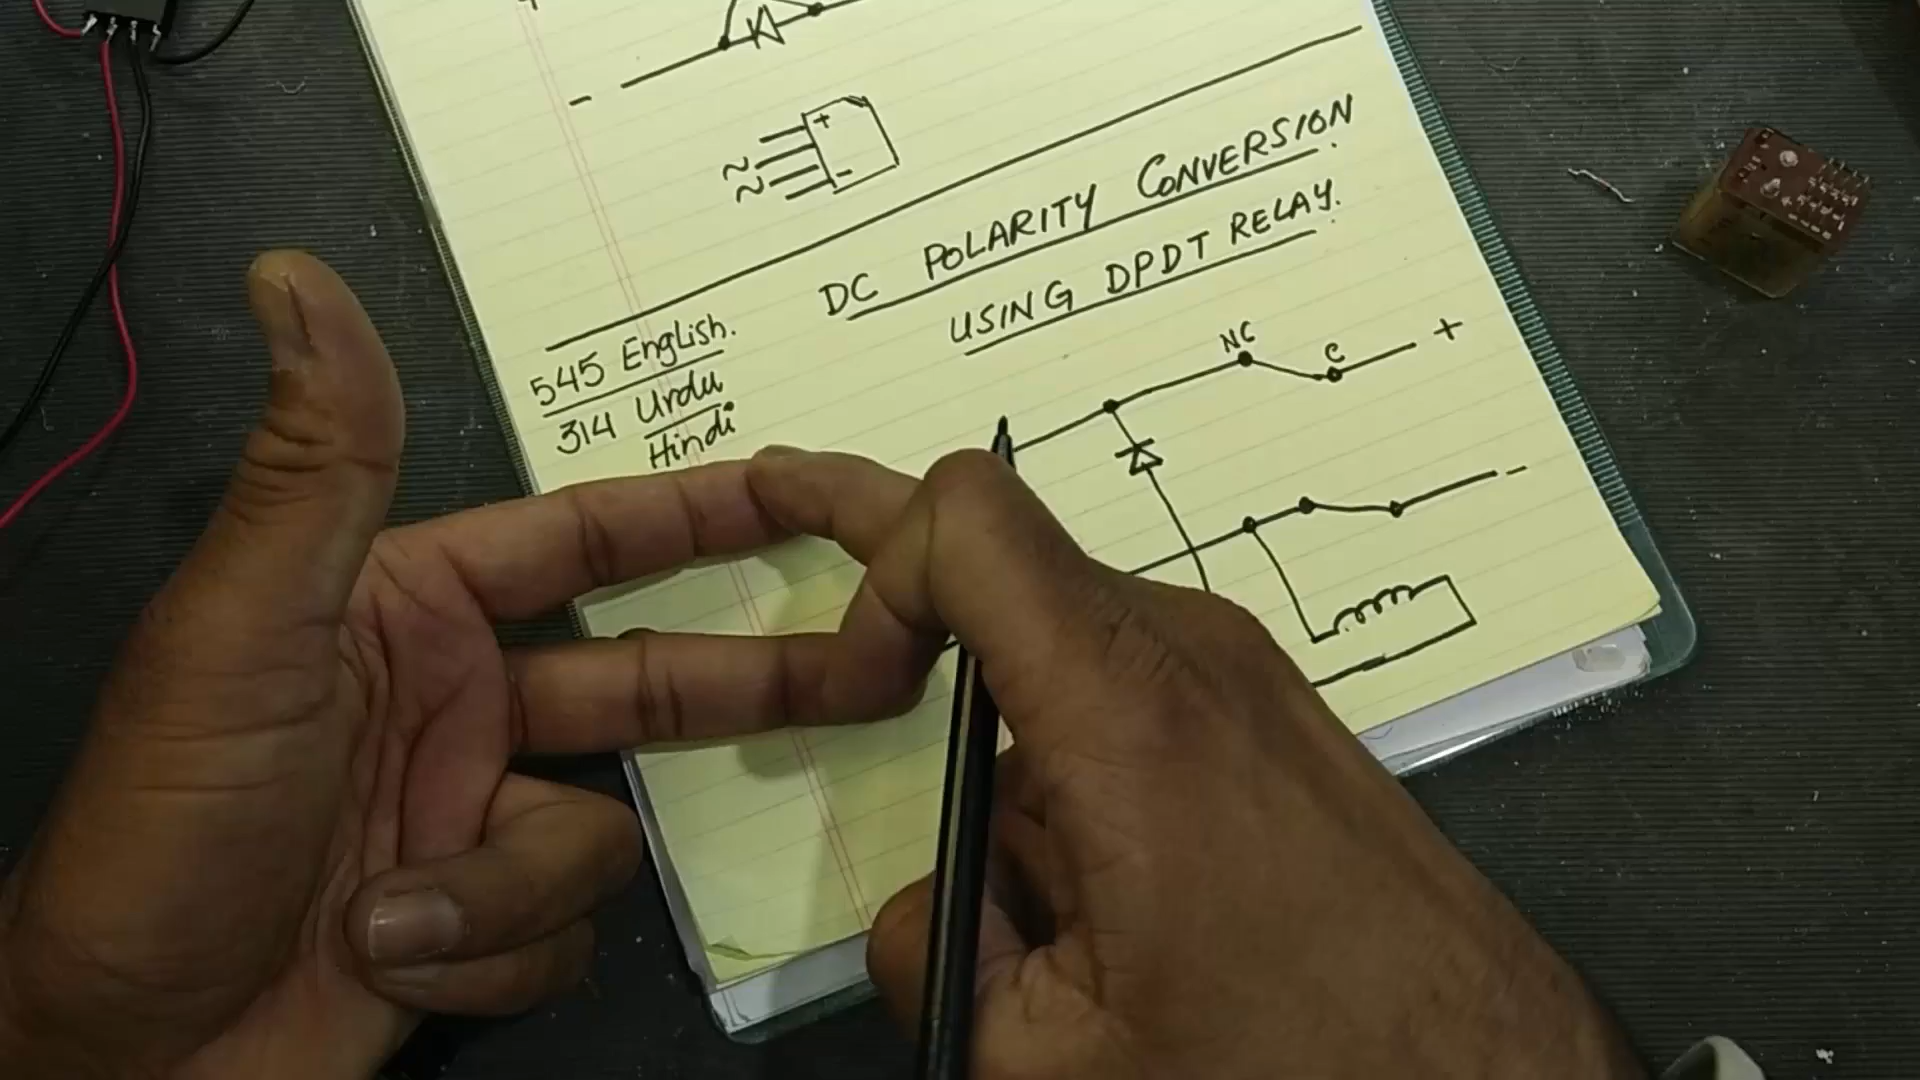 ~ +
~ -
DC POLARITY CONVERSION.
USING DPDT RELAY.
545 English.
314 Urdu
Hindi
NC C +
-